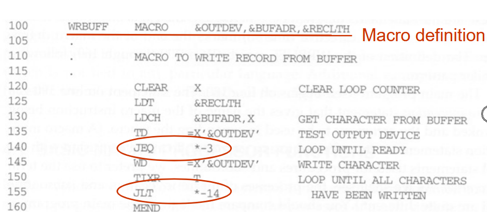 100 WRBUFF MACRO &OUTDEV,&BUFADR,&RECLTH Macro definition
105 .
110 . MACRO TO WRITE RECORD FROM BUFFER
115 .
120 CLEAR X CLEAR LOOP COUNTER
125 LDT &RECLTH
130 LDCH &BUFADR,X GET CHARACTER FROM BUFFER
135 TD =X'&OUTDEV' TEST OUTPUT DEVICE
140 JEQ *-3 LOOP UNTIL READY
145 WD =X'&OUTDEV' WRITE CHARACTER
150 TIXR T LOOP UNTIL ALL CHARACTERS
155 JLT *-14 HAVE BEEN WRITTEN
160 MEND